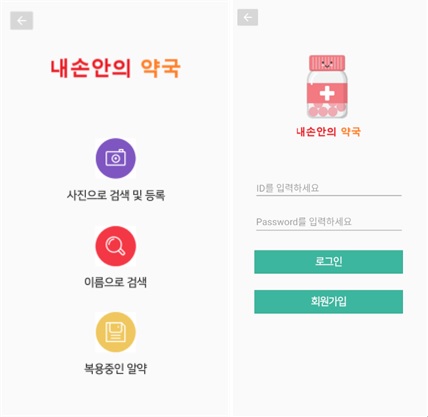 내손안의 약국
사진으로 검색 및 등록
이름으로 검색
복용중인 알약
내손안의 약국
ID를 입력하세요
Password를 입력하세요
로그인
회원가입